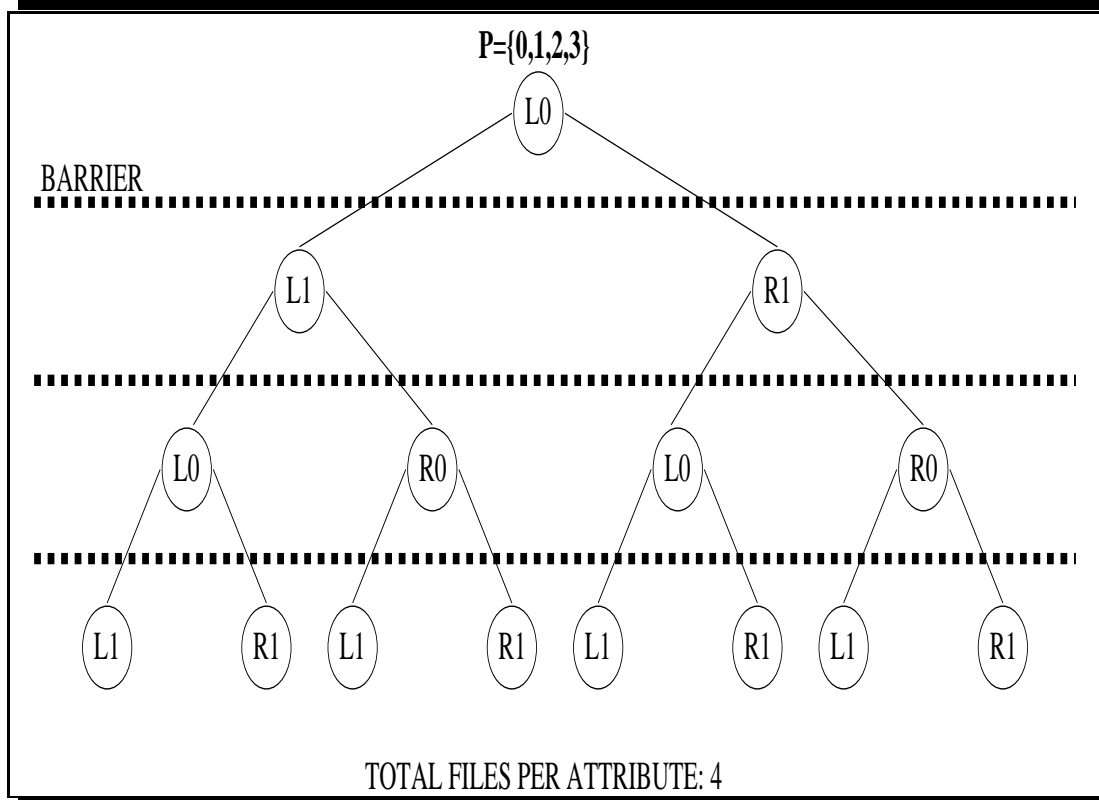 P={0,1,2,3}
L0
BARRIER
L1 R1
L0 R0 L0 R0
L1 R1 L1 R1 L1 R1 L1 R1
TOTAL FILES PER ATTRIBUTE: 4